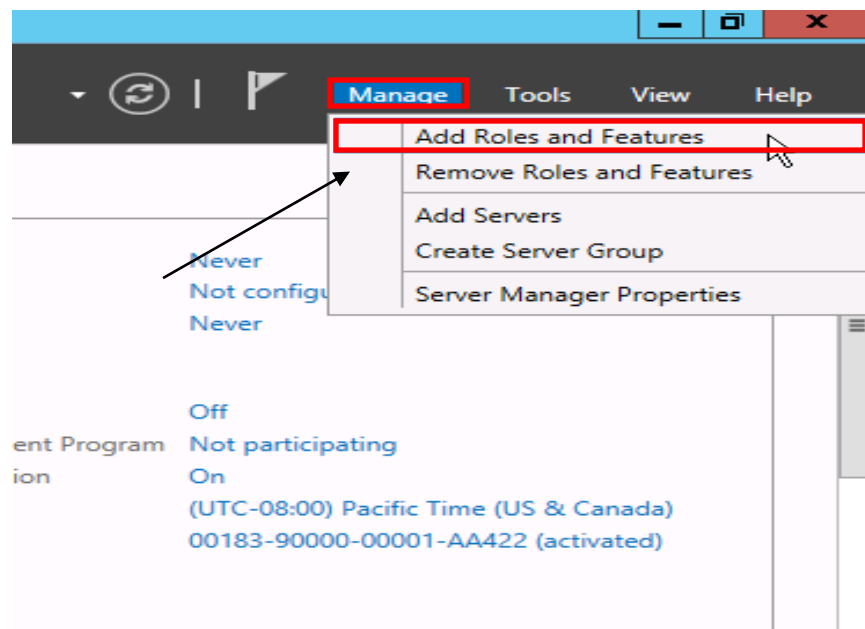 Manage Tools View Help
Add Roles and Features
Remove Roles and Features
Add Servers
Create Server Group
Server Manager Properties
Never
Not configu
Never
Off
ent Program Not participating
ion On
(UTC-08:00) Pacific Time (US & Canada)
00183-90000-00001-AA422 (activated)